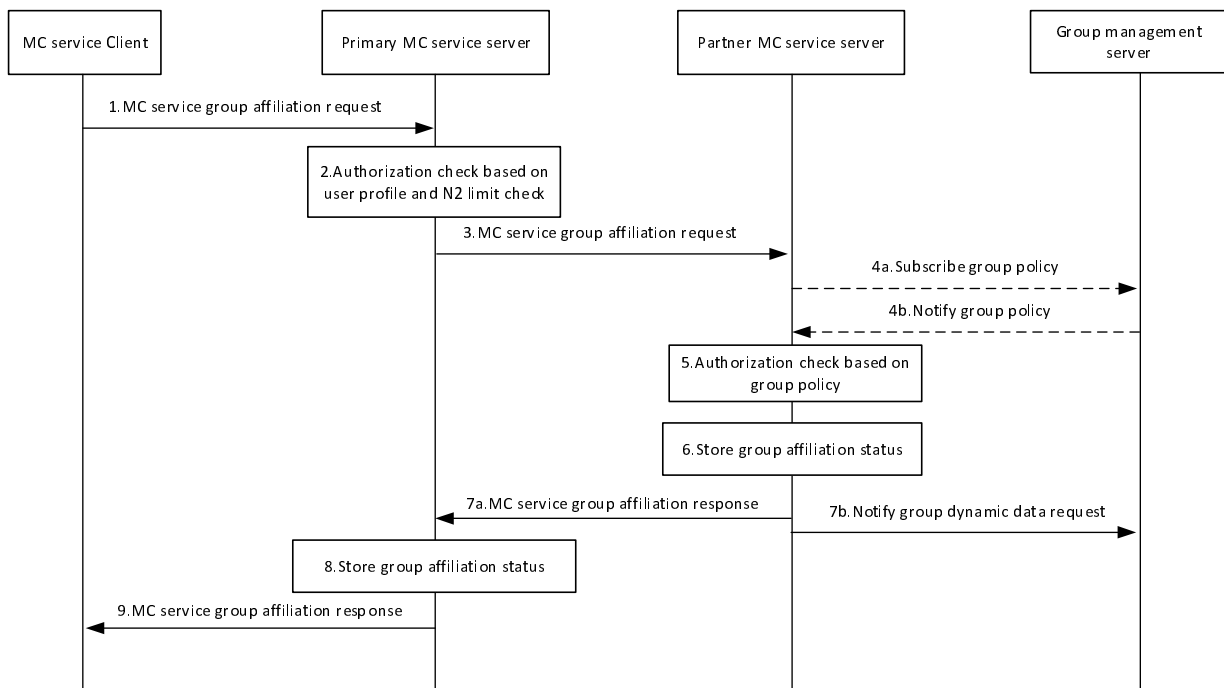 MC service Client
Primary MC service server
Partner MC service server
Group management
server
1.MC service group affiliation request
2.Authorization check based on
user profile and N2 limit check
3.MC service group affiliation request
4a.Subscribe group policy
4b.Notify group policy
5.Authorization check based on
group policy
6.Store group affiliation status
7a.MC service group affiliation response
7b.Notify group dynamic data request
8.Store group affiliation status
9.MC service group affiliation response